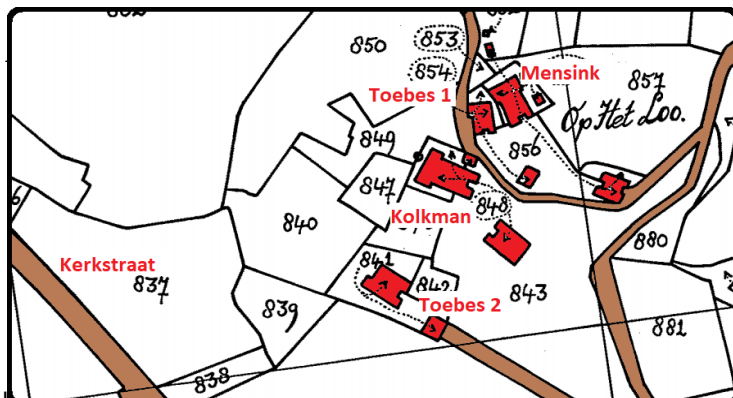 850
853
854
Mensink
857
Toebes 1
Op Het Loo.
849
856
847
848
Kolkman
840
880
Kerkstraat
837
841
842
Toebes 2
843
839
881
838